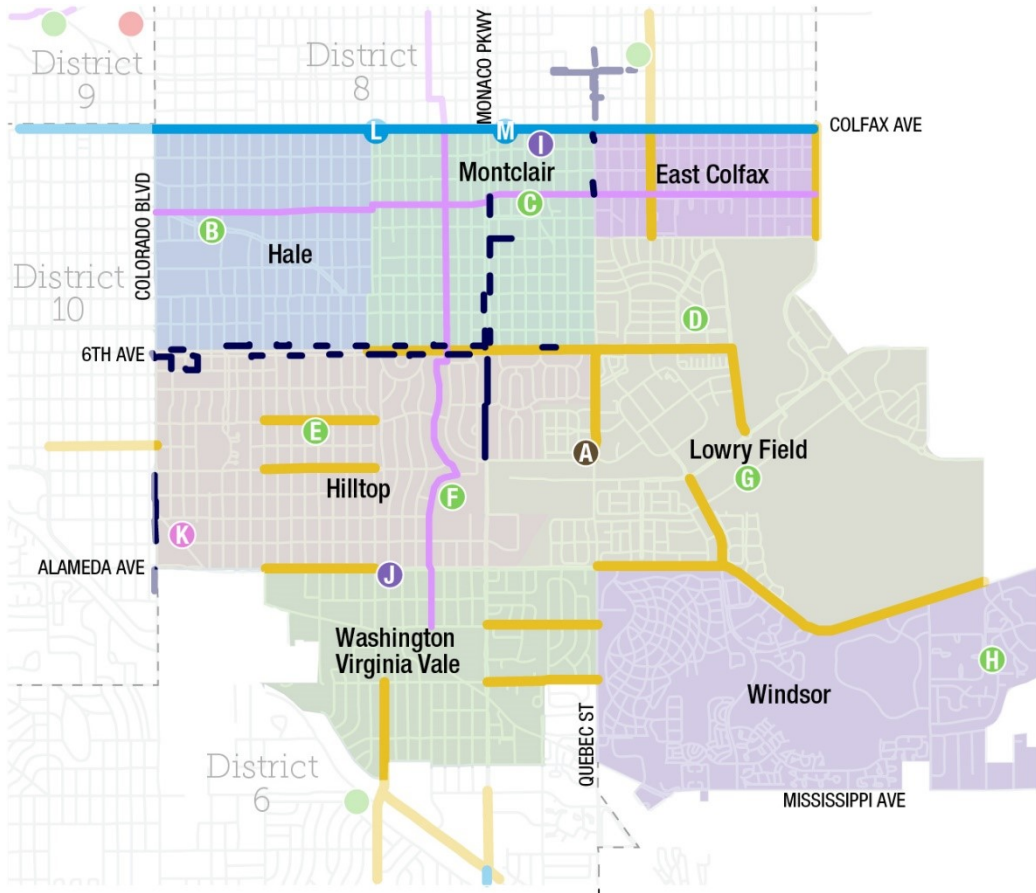 District
9
District
8
MONACO PKWY
L
M
I
COLFAX AVE
Montclair
East Colfax
COLORADO BLVD
B
C
Hale
District
10
D
6TH AVE
E
A
Lowry Field
Hilltop
F
G
K
ALAMEDA AVE
J
Washington
Virginia Vale
H
Windsor
QUEBEC ST
District
6
MISSISSIPPI AVE